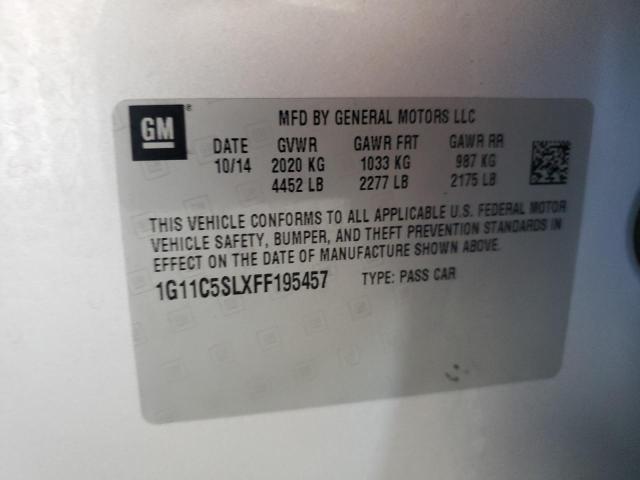 GM ®
MFD BY GENERAL MOTORS LLC
DATE GVWR GAWR FRT GAWR RR
10/14 2020 KG 1033 KG 987 KG
4452 LB 2277 LB 2175 LB
THIS VEHICLE CONFORMS TO ALL APPLICABLE U.S. FEDERAL MOTOR
VEHICLE SAFETY, BUMPER, AND THEFT PREVENTION STANDARDS IN
EFFECT ON THE DATE OF MANUFACTURE SHOWN ABOVE.
1G11C5SLXFF195457 TYPE: PASS CAR